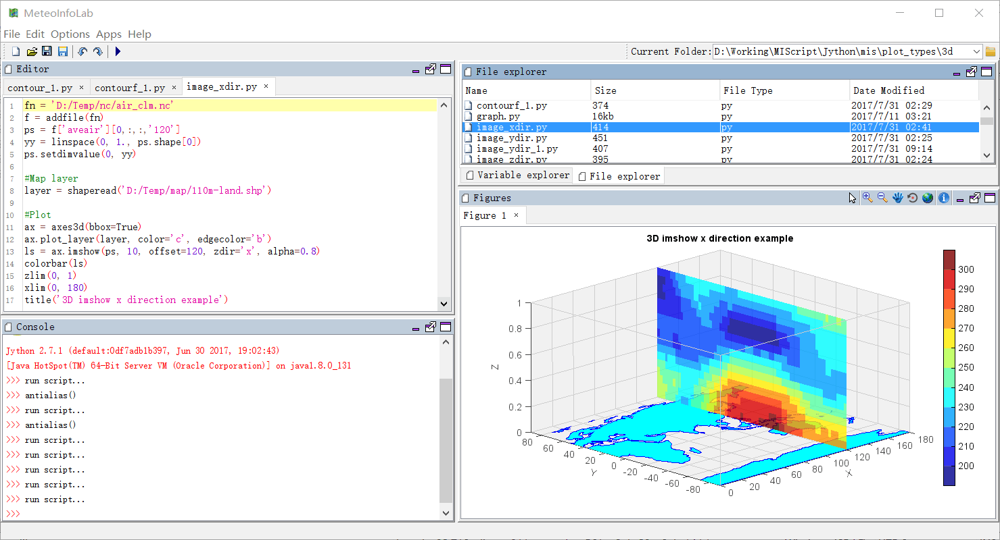 MeteoInfoLab
File Edit Options Apps Help
Current Folder: D:\Working\MIScript\Jython\mis\plot_types\3d
Editor
contour_1.py × contourf_1.py × image_xdir.py ×
1 fn = 'D:/Temp/nc/air_clm.nc'
2 f = addfile(fn)
3 ps = f['aveair'][0,:,:,'120']
4 yy = linspace(0, 1., ps.shape[0])
5 ps.setdimvalue(0, yy)
6
7 #Map layer
8 layer = shaperead('D:/Temp/map/110m-land.shp')
9
10 #Plot
11 ax = axes3d(bbox=True)
12 ax.plot_layer(layer, color='c', edgecolor='b')
13 ls = ax.imshow(ps, 10, offset=120, zdir='x', alpha=0.8)
14 colorbar(ls)
15 zlim(0, 1)
16 xlim(0, 180)
17 title('3D imshow x direction example')
Console
Jython 2.7.1 (default:0df7adb1b397, Jun 30 2017, 19:02:43)
[Java HotSpot(TM) 64-Bit Server VM (Oracle Corporation)] on java1.8.0_131
>>> run script...
>>> antialias()
>>> run script...
>>> antialias()
>>> run script...
>>> run script...
>>> run script...
>>> run script...
>>> run script...
>>>
File explorer
Name Size File Type Date Modified
contourf_1.py 374 py 2017/7/31 02:29
graph.py 16kb py 2017/7/11 03:21
image_xdir.py 414 py 2017/7/31 02:41
image_ydir.py 451 py 2017/7/31 02:25
image_ydir_1.py 407 py 2017/7/31 09:14
image_zdir.py 395 py 2017/7/31 02:24
Variable explorer File explorer
Figures
Figure 1 ×
3D imshow x direction example
1
0.8
0.6
0.4
0.2
0
Z
80
60
40
20
0
-20
-40
-60
-80
Y
0
20
40
60
80
100
120
140
160
180
X
300
290
280
270
260
250
240
230
220
210
200